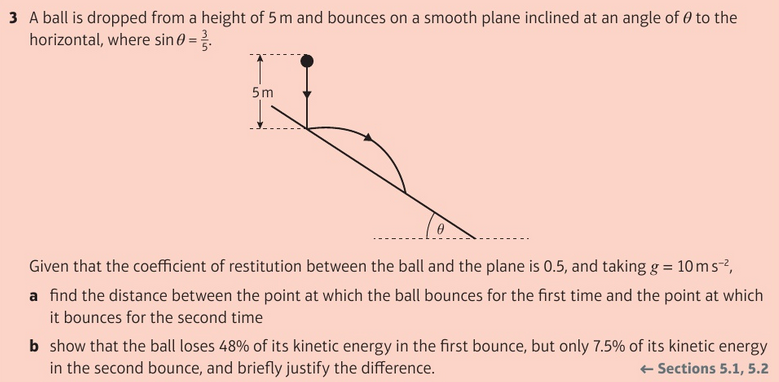 3 A ball is dropped from a height of 5 m and bounces on a smooth plane inclined at an angle of θ to the
horizontal, where sin θ = 3/5.
5 m
θ
Given that the coefficient of restitution between the ball and the plane is 0.5, and taking g = 10 m s⁻²,
a find the distance between the point at which the ball bounces for the first time and the point at which
it bounces for the second time
b show that the ball loses 48% of its kinetic energy in the first bounce, but only 7.5% of its kinetic energy
in the second bounce, and briefly justify the difference. ← Sections 5.1, 5.2